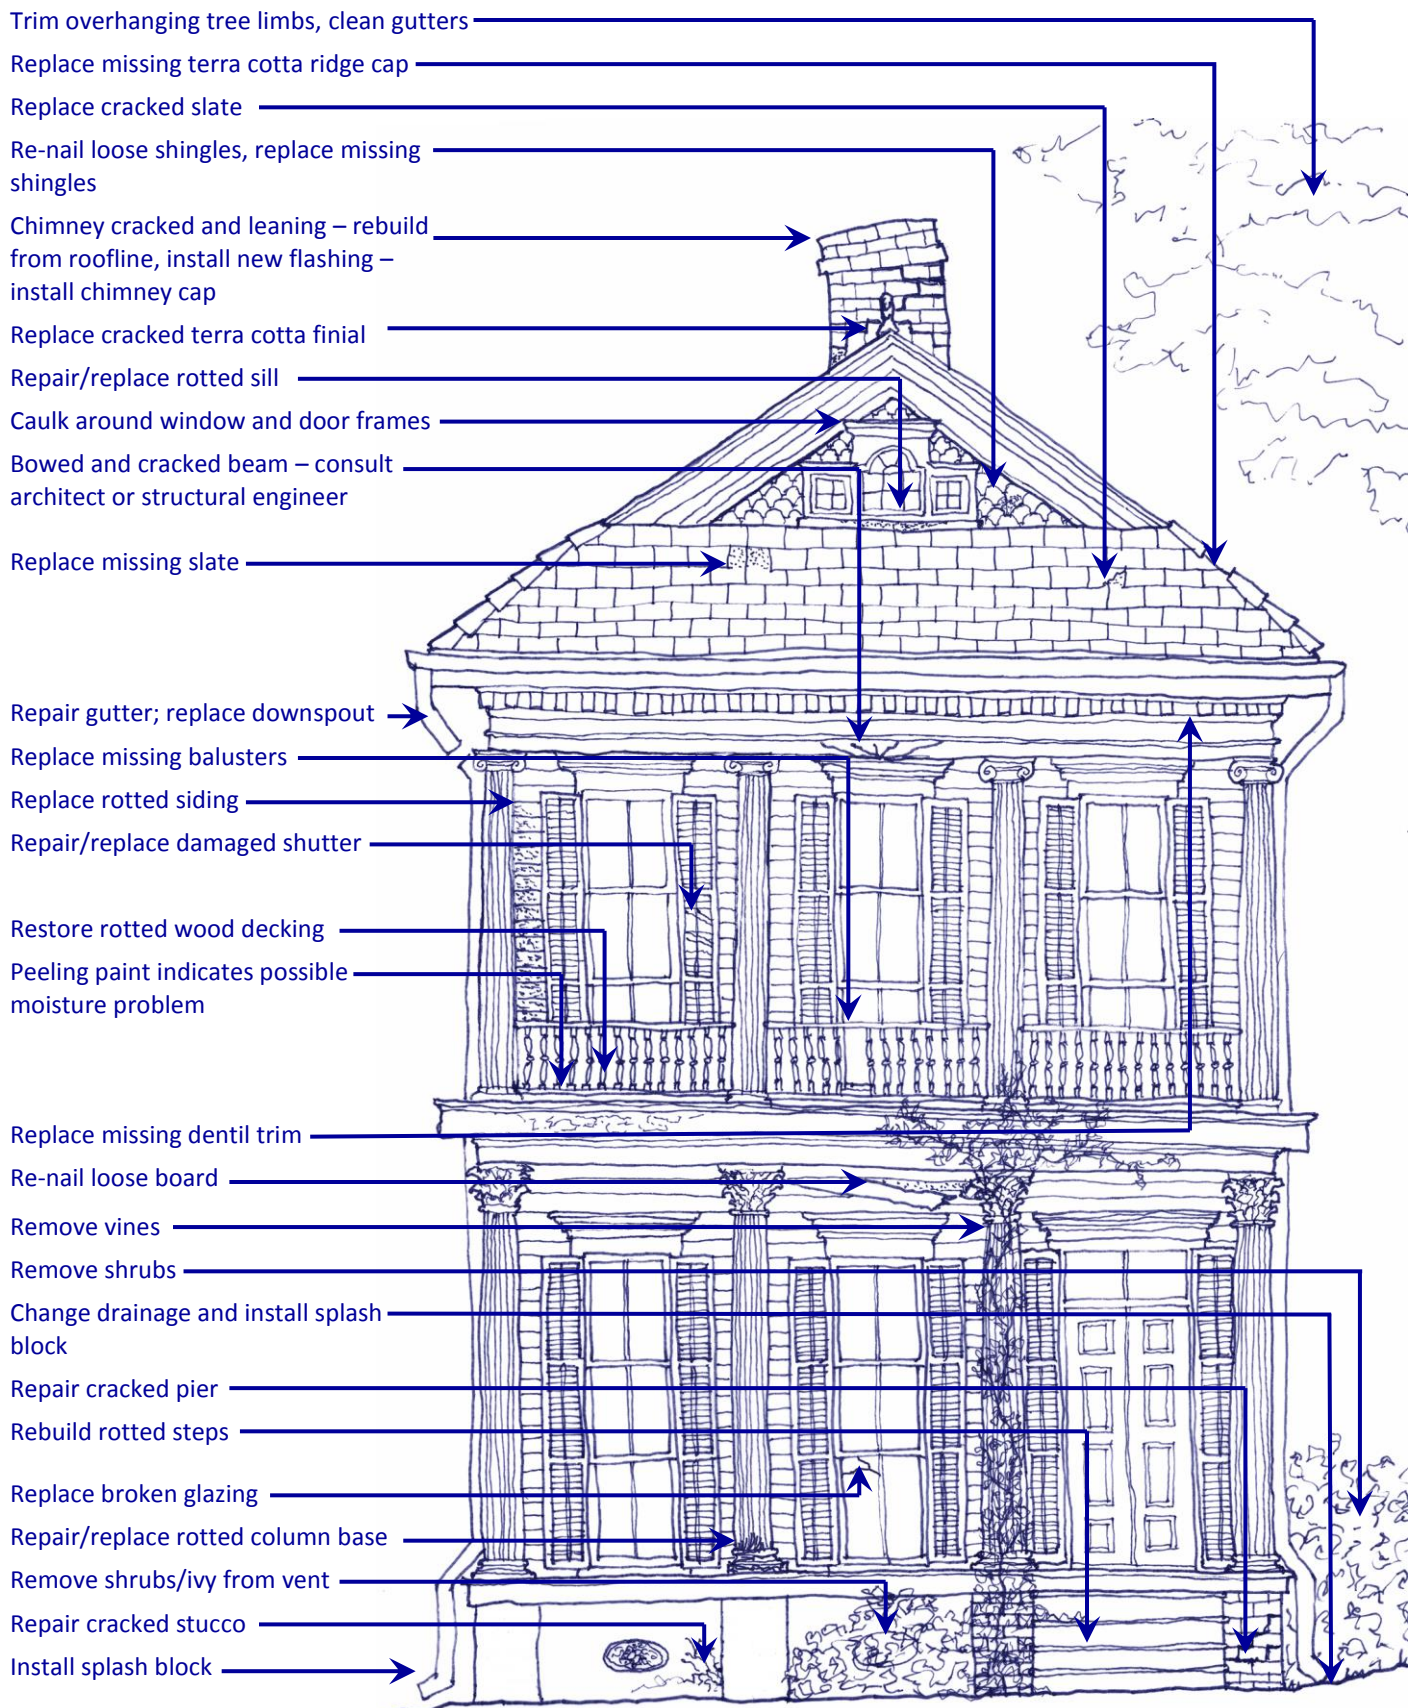 Trim overhanging tree limbs, clean gutters
Replace missing terra cotta ridge cap
Replace cracked slate
Re-nail loose shingles, replace missing
shingles
Chimney cracked and leaning – rebuild
from roofline, install new flashing –
install chimney cap
Replace cracked terra cotta finial
Repair/replace rotted sill
Caulk around window and door frames
Bowed and cracked beam – consult
architect or structural engineer
Replace missing slate
Repair gutter; replace downspout
Replace missing balusters
Replace rotted siding
Repair/replace damaged shutter
Restore rotted wood decking
Peeling paint indicates possible
moisture problem
Replace missing dentil trim
Re-nail loose board
Remove vines
Remove shrubs
Change drainage and install splash
block
Repair cracked pier
Rebuild rotted steps
Replace broken glazing
Repair/replace rotted column base
Remove shrubs/ivy from vent
Repair cracked stucco
Install splash block